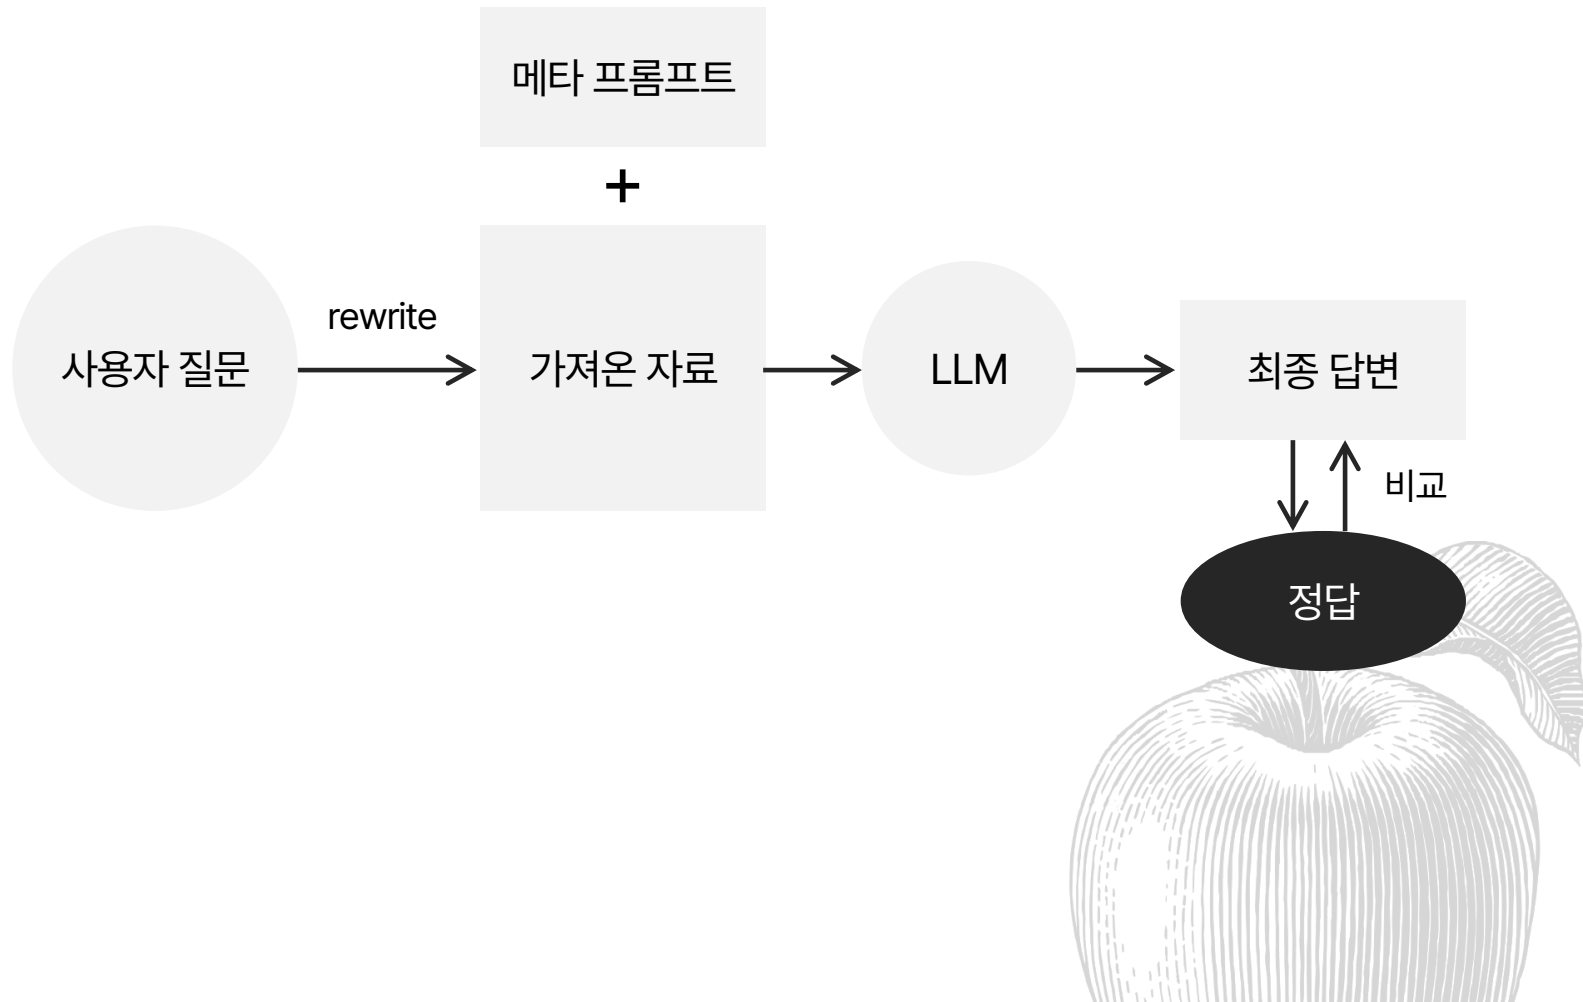 메타 프롬프트
+
사용자 질문
rewrite
가져온 자료
LLM
최종 답변
비교
정답